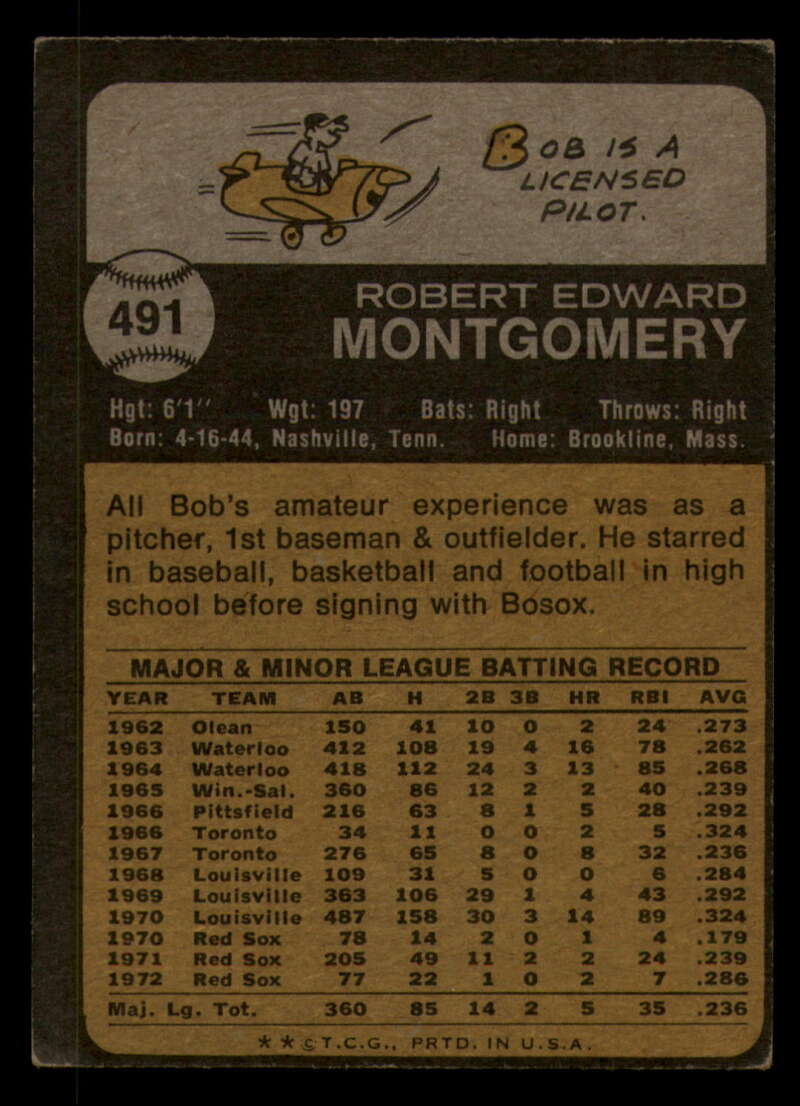 BOB IS A
LICENSED
PILOT.
491
ROBERT EDWARD
MONTGOMERY
Hgt: 6'1" Wgt: 197 Bats: Right Throws: Right
Born: 4-16-44, Nashville, Tenn. Home: Brookline, Mass.
All Bob's amateur experience was as a
pitcher, 1st baseman & outfielder. He starred
in baseball, basketball and football in high
school before signing with Bosox.
MAJOR & MINOR LEAGUE BATTING RECORD
YEAR TEAM AB H 2B 3B HR RBI AVG
1962 Olean 150 41 10 0 2 24 .273
1963 Waterloo 412 108 19 4 16 78 .262
1964 Waterloo 418 112 24 3 13 85 .268
1965 Win.-Sal. 360 86 12 2 2 40 .239
1966 Pittsfield 216 63 8 1 5 28 .292
1966 Toronto 34 11 0 0 2 5 .324
1967 Toronto 276 65 8 0 8 32 .236
1968 Louisville 109 31 5 0 0 6 .284
1969 Louisville 363 106 29 1 4 43 .292
1970 Louisville 487 158 30 3 14 89 .324
1970 Red Sox 78 14 2 0 1 4 .179
1971 Red Sox 205 49 11 2 2 24 .239
1972 Red Sox 77 22 1 0 2 7 .286
Maj. Lg. Tot. 360 85 14 2 5 35 .236
* * © T.C.G., PRTD. IN U.S.A.